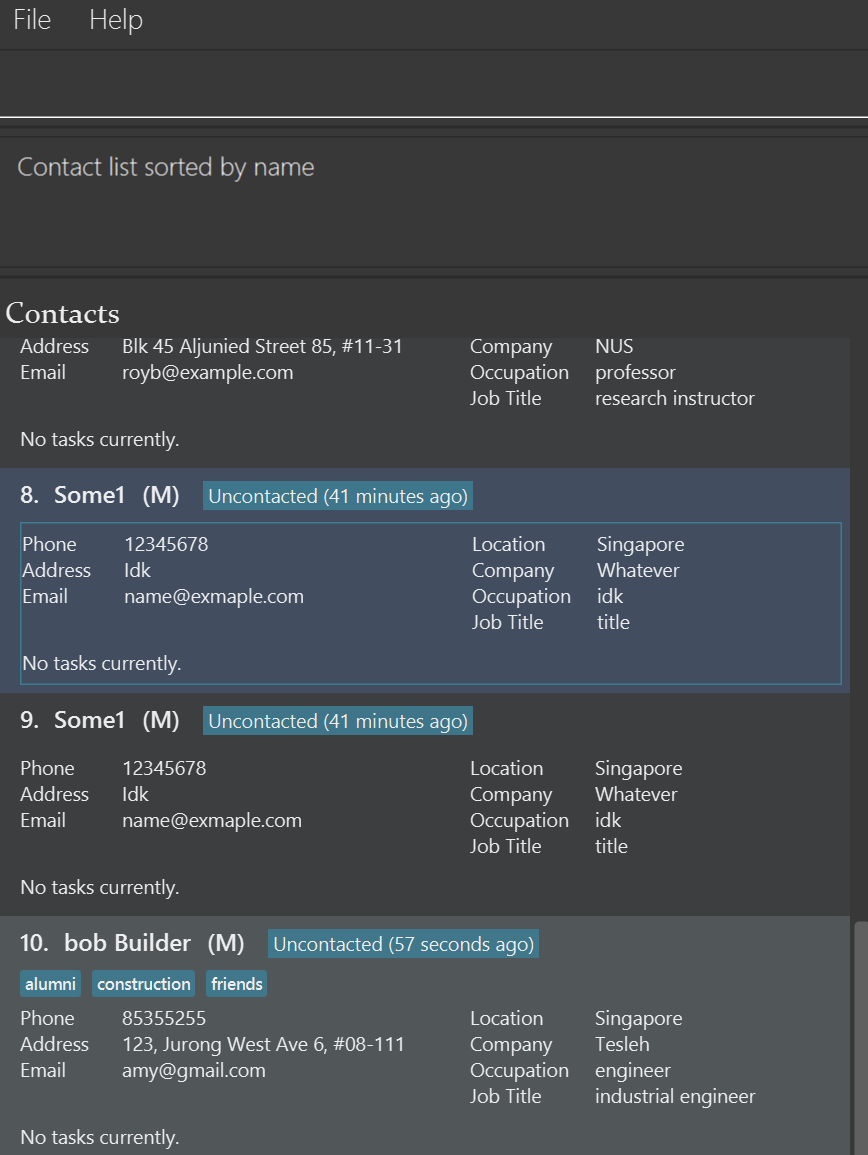 File Help
Contact list sorted by name
Contacts
Address Blk 45 Aljunied Street 85, #11-31 Company NUS
Email royb@example.com Occupation professor
Job Title research instructor
No tasks currently.
8. Some1 (M) Uncontacted (41 minutes ago)
Phone 12345678 Location Singapore
Address Idk Company Whatever
Email name@exmaple.com Occupation idk
Job Title title
No tasks currently.
9. Some1 (M) Uncontacted (41 minutes ago)
Phone 12345678 Location Singapore
Address Idk Company Whatever
Email name@exmaple.com Occupation idk
Job Title title
No tasks currently.
10. bob Builder (M) Uncontacted (57 seconds ago)
alumni construction friends
Phone 85355255 Location Singapore
Address 123, Jurong West Ave 6, #08-111 Company Tesleh
Email amy@gmail.com Occupation engineer
Job Title industrial engineer
No tasks currently.